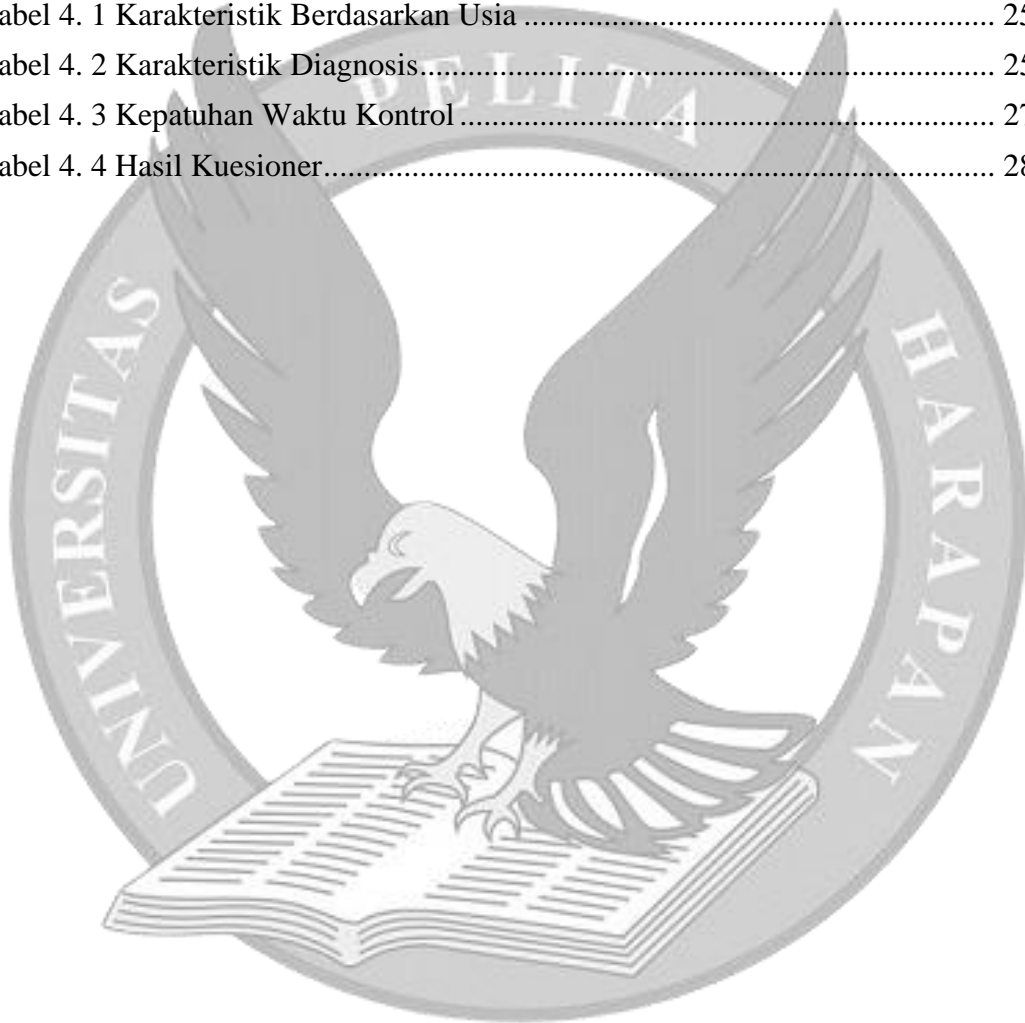 abel 4. 1 Karakteristik Berdasarkan Usia ............................................................ 25
abel 4. 2 Karakteristik Diagnosis......................................................................... 25
abel 4. 3 Kepatuhan Waktu Kontrol .................................................................... 27
abel 4. 4 Hasil Kuesioner..................................................................................... 28
UNIVERSITAS PELITA HARAPAN